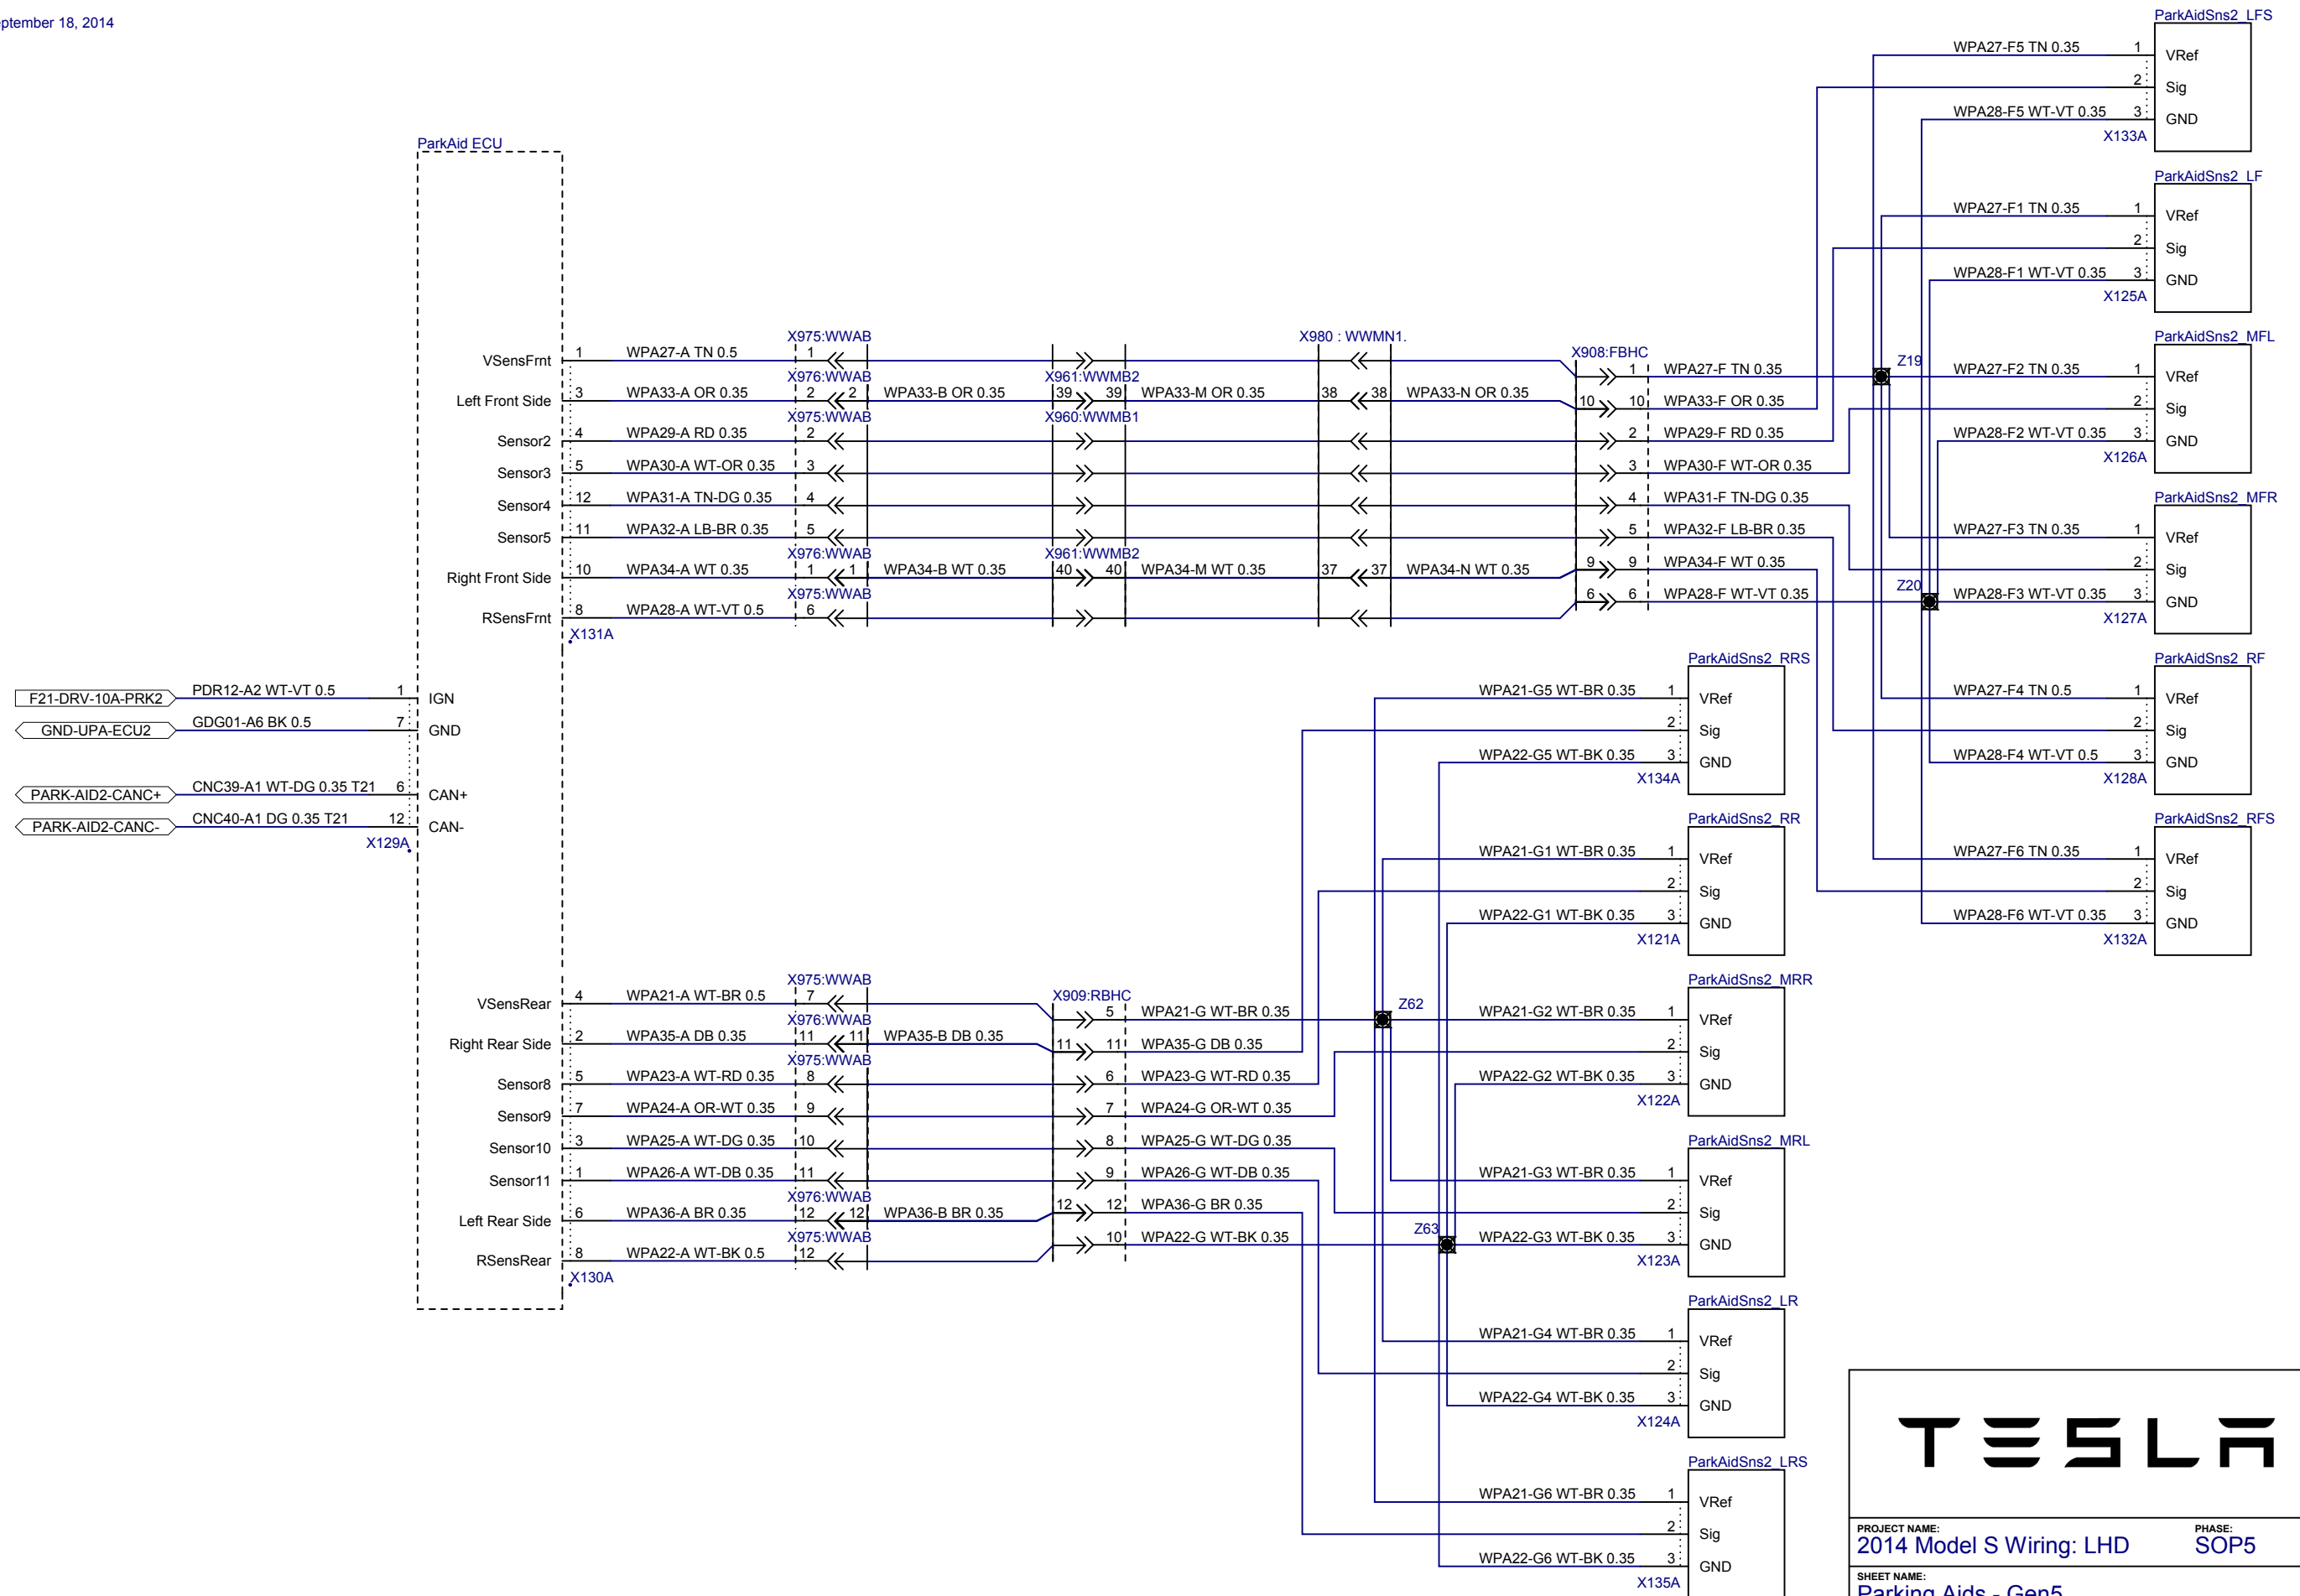 ptember 18, 2014
ParkAidSns2_LFS
WPA27-F5 TN 0.35 1 VRef
2 Sig
WPA28-F5 WT-VT 0.35 3 GND
X133A
ParkAidSns2_LF
WPA27-F1 TN 0.35 1 VRef
2 Sig
WPA28-F1 WT-VT 0.35 3 GND
X125A
ParkAidSns2_MFL
Z19
WPA27-F2 TN 0.35 1 VRef
2 Sig
WPA28-F2 WT-VT 0.35 3 GND
X126A
ParkAidSns2_MFR
WPA27-F3 TN 0.35 1 VRef
2 Sig
Z20
WPA28-F3 WT-VT 0.35 3 GND
X127A
ParkAidSns2_RF
WPA27-F4 TN 0.5 1 VRef
2 Sig
WPA28-F4 WT-VT 0.5 3 GND
X128A
ParkAidSns2_RFS
WPA27-F6 TN 0.35 1 VRef
2 Sig
WPA28-F6 WT-VT 0.35 3 GND
X132A
ParkAid ECU
X975:WWAB X980 : WWMN1.
VSensFrnt 1 WPA27-A TN 0.5 1
X908:FBHC
1 WPA27-F TN 0.35
X976:WWAB X961:WWMB2
Left Front Side 3 WPA33-A OR 0.35 2 2 WPA33-B OR 0.35 39 39 WPA33-M OR 0.35 38 38 WPA33-N OR 0.35 10 10 WPA33-F OR 0.35
X975:WWAB X960:WWMB1
Sensor2 4 WPA29-A RD 0.35 2 2 WPA29-F RD 0.35
Sensor3 5 WPA30-A WT-OR 0.35 3 3 WPA30-F WT-OR 0.35
Sensor4 12 WPA31-A TN-DG 0.35 4 4 WPA31-F TN-DG 0.35
Sensor5 11 WPA32-A LB-BR 0.35 5 5 WPA32-F LB-BR 0.35
X976:WWAB X961:WWMB2
Right Front Side 10 WPA34-A WT 0.35 1 1 WPA34-B WT 0.35 40 40 WPA34-M WT 0.35 37 37 WPA34-N WT 0.35 9 9 WPA34-F WT 0.35
X975:WWAB
RSensFrnt 8 WPA28-A WT-VT 0.5 6 6 6 WPA28-F WT-VT 0.35
X131A
F21-DRV-10A-PRK2 PDR12-A2 WT-VT 0.5 1 IGN
GND-UPA-ECU2 GDG01-A6 BK 0.5 7 GND
PARK-AID2-CANC+ CNC39-A1 WT-DG 0.35 T21 6 CAN+
PARK-AID2-CANC- CNC40-A1 DG 0.35 T21 12 CAN-
X129A
ParkAidSns2_RRS
WPA21-G5 WT-BR 0.35 1 VRef
2 Sig
WPA22-G5 WT-BK 0.35 3 GND
X134A
ParkAidSns2_RR
WPA21-G1 WT-BR 0.35 1 VRef
2 Sig
WPA22-G1 WT-BK 0.35 3 GND
X121A
X975:WWAB
VSensRear 4 WPA21-A WT-BR 0.5 7
X909:RBHC
5 WPA21-G WT-BR 0.35
X976:WWAB
Right Rear Side 2 WPA35-A DB 0.35 11 11 WPA35-B DB 0.35 11 11 WPA35-G DB 0.35
X975:WWAB
Sensor8 5 WPA23-A WT-RD 0.35 8 6 WPA23-G WT-RD 0.35
Sensor9 7 WPA24-A OR-WT 0.35 9 7 WPA24-G OR-WT 0.35
Sensor10 3 WPA25-A WT-DG 0.35 10 8 WPA25-G WT-DG 0.35
Sensor11 1 WPA26-A WT-DB 0.35 11 9 WPA26-G WT-DB 0.35
X976:WWAB
Left Rear Side 6 WPA36-A BR 0.35 12 12 WPA36-B BR 0.35 12 12 WPA36-G BR 0.35
X975:WWAB
RSensRear 8 WPA22-A WT-BK 0.5 12 10 WPA22-G WT-BK 0.35
X130A
ParkAidSns2_MRR
Z62
WPA21-G2 WT-BR 0.35 1 VRef
2 Sig
WPA22-G2 WT-BK 0.35 3 GND
X122A
ParkAidSns2_MRL
WPA21-G3 WT-BR 0.35 1 VRef
2 Sig
Z63
WPA22-G3 WT-BK 0.35 3 GND
X123A
ParkAidSns2_LR
WPA21-G4 WT-BR 0.35 1 VRef
2 Sig
WPA22-G4 WT-BK 0.35 3 GND
X124A
ParkAidSns2_LRS
WPA21-G6 WT-BR 0.35 1 VRef
2 Sig
WPA22-G6 WT-BK 0.35 3 GND
X135A
TESLA
PROJECT NAME: PHASE:
2014 Model S Wiring: LHD SOP5
SHEET NAME:
Parking Aids - Gen5